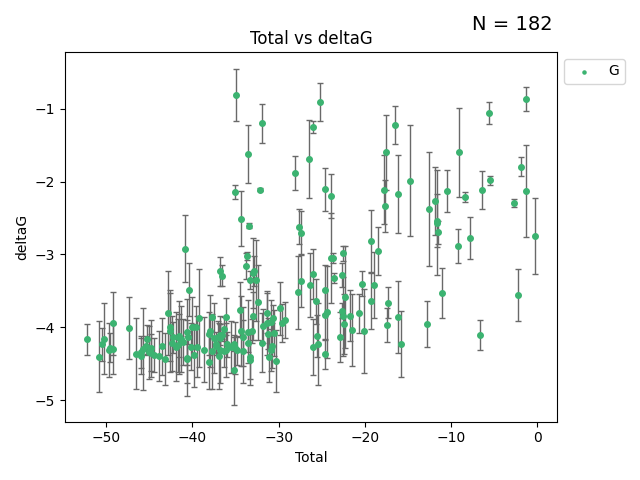 N = 182
Total vs deltaG
G
deltaG
−1
−2
−3
−4
−5
−50 −40 −30 −20 −10 0
Total